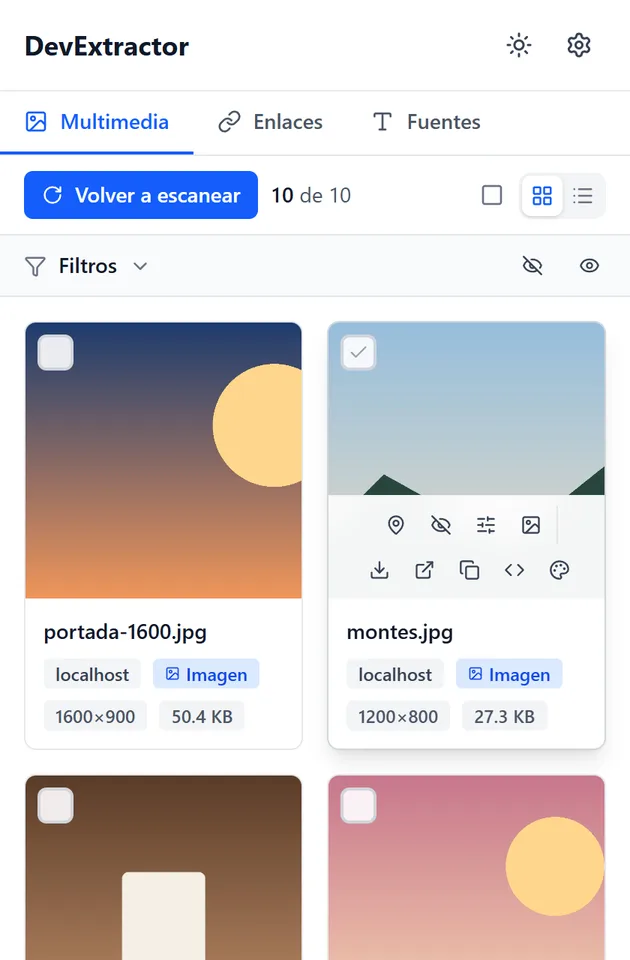 DevExtractor
Multimedia Enlaces Fuentes
Volver a escanear 10 de 10
Filtros
portada-1600.jpg
localhost Imagen
1600×900 50.4 KB
montes.jpg
localhost Imagen
1200×800 27.3 KB